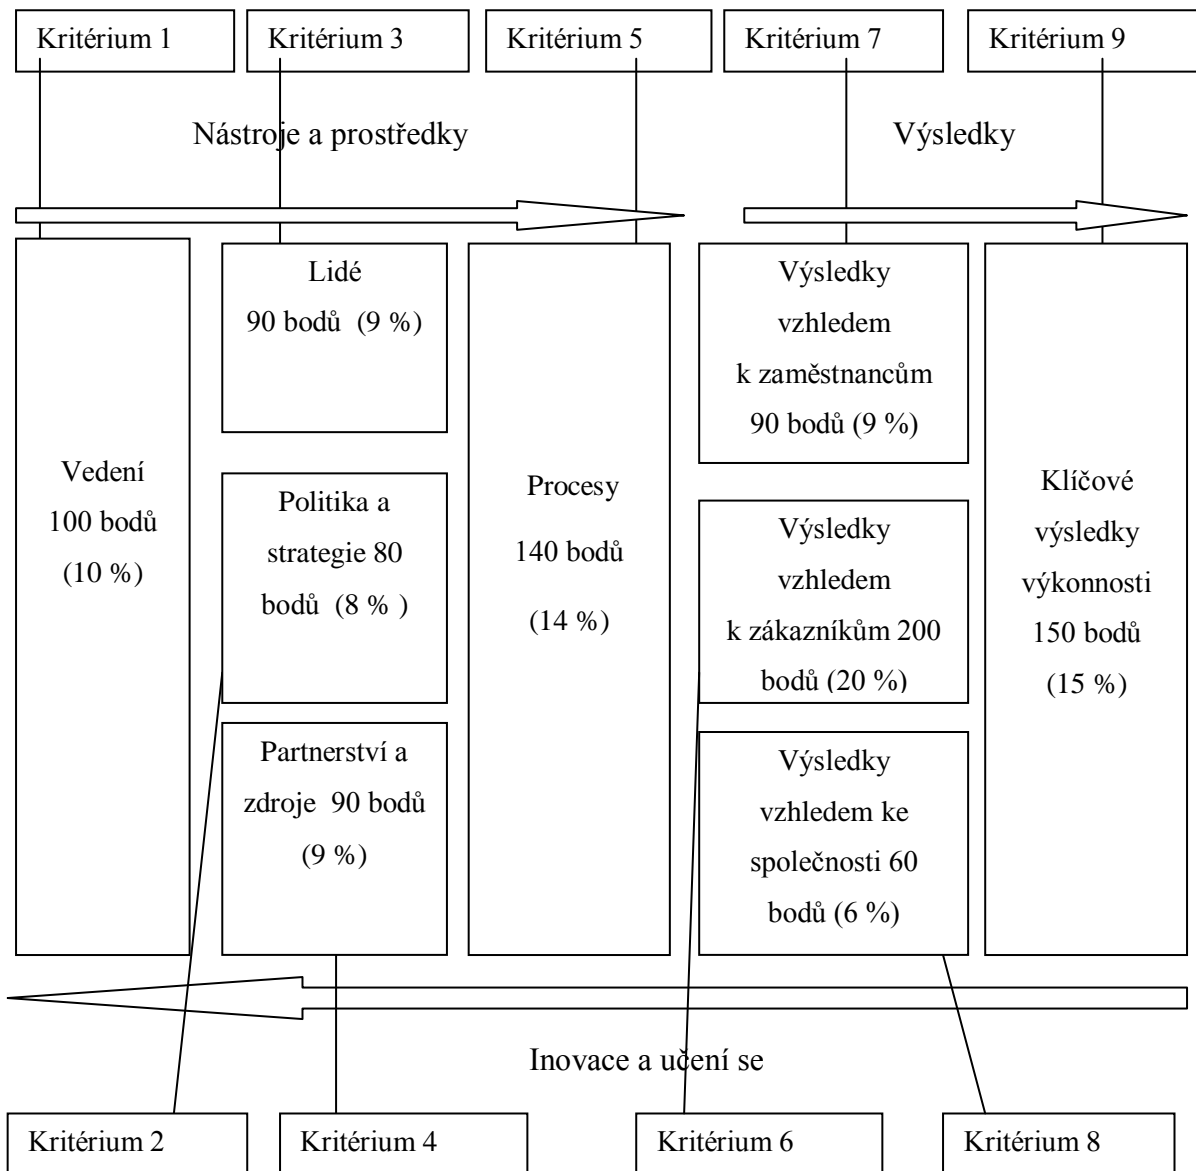 Kritérium 1
Kritérium 3
Kritérium 5
Kritérium 7
Kritérium 9
Nástroje a prostředky
Výsledky
Vedení
100 bodů
(10 %)
Lidé
90 bodů  (9 %)
Politika a
strategie 80
bodů  (8 % )
Partnerství a
zdroje  90 bodů
(9 %)
Procesy
140 bodů
(14 %)
Výsledky
vzhledem
k zaměstnancům
90 bodů (9 %)
Výsledky
vzhledem
k zákazníkům 200
bodů (20 %)
Výsledky
vzhledem ke
společnosti 60
bodů (6 %)
Klíčové
výsledky
výkonnosti
150 bodů
(15 %)
Inovace a učení se
Kritérium 2
Kritérium 4
Kritérium 6
Kritérium 8